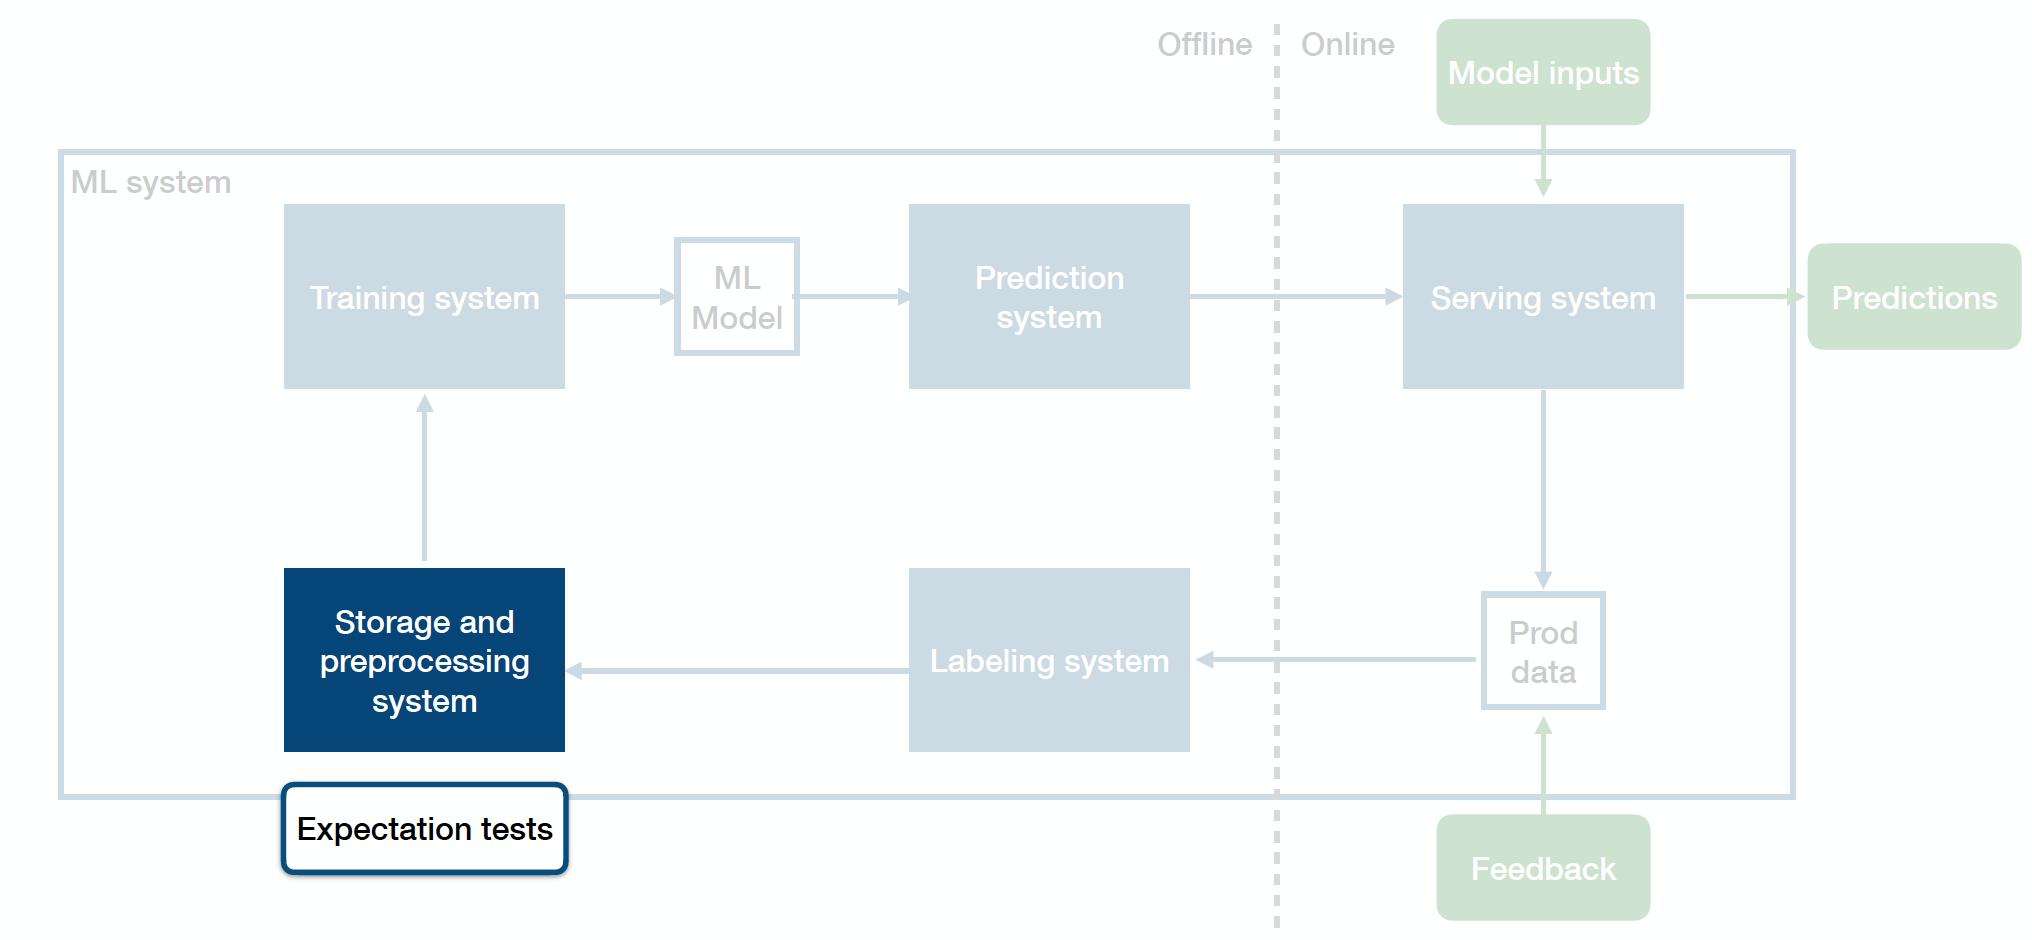 Offline
Online
Model inputs
ML system
Training system
ML
Model
Prediction
system
Serving system
Predictions
Storage and
preprocessing
system
Labeling system
Prod
data
Expectation tests
Feedback